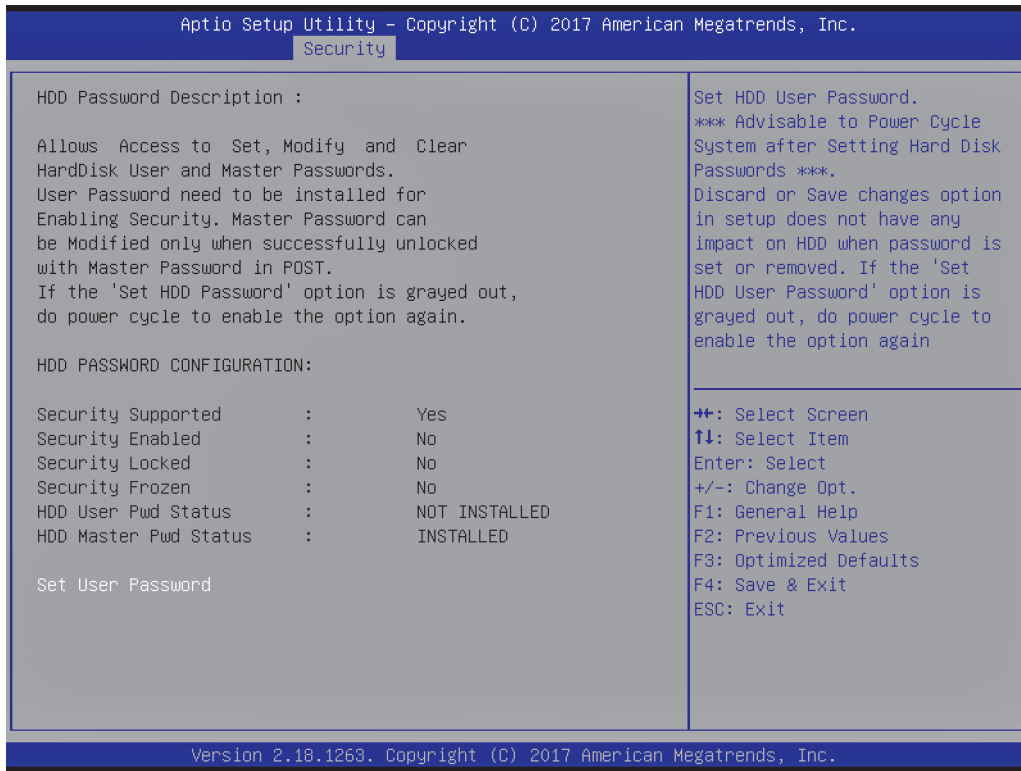 Aptio Setup Utility – Copyright (C) 2017 American Megatrends, Inc.
Security
HDD Password Description :
Allows Access to Set, Modify and Clear
HardDisk User and Master Passwords.
User Password need to be installed for
Enabling Security. Master Password can
be Modified only when successfully unlocked
with Master Password in POST.
If the 'Set HDD Password' option is grayed out,
do power cycle to enable the option again.
HDD PASSWORD CONFIGURATION:
Security Supported : Yes
Security Enabled : No
Security Locked : No
Security Frozen : No
HDD User Pwd Status : NOT INSTALLED
HDD Master Pwd Status : INSTALLED
Set User Password
Set HDD User Password.
*** Advisable to Power Cycle
System after Setting Hard Disk
Passwords ***.
Discard or Save changes option
in setup does not have any
impact on HDD when password is
set or removed. If the 'Set
HDD User Password' option is
grayed out, do power cycle to
enable the option again
→←: Select Screen
↑↓: Select Item
Enter: Select
+/-: Change Opt.
F1: General Help
F2: Previous Values
F3: Optimized Defaults
F4: Save & Exit
ESC: Exit
Version 2.18.1263. Copyright (C) 2017 American Megatrends, Inc.